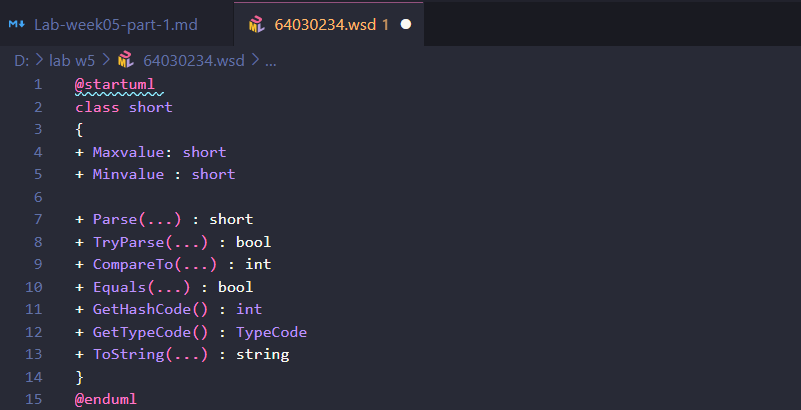 Lab-week05-part-1.md
64030234.wsd 1
D: > lab w5 > 64030234.wsd > ...
1 @startuml
2 class short
3 {
4 + Maxvalue: short
5 + Minvalue : short
6
7 + Parse(...) : short
8 + TryParse(...) : bool
9 + CompareTo(...) : int
10 + Equals(...) : bool
11 + GetHashCode() : int
12 + GetTypeCode() : TypeCode
13 + ToString(...) : string
14 }
15 @enduml